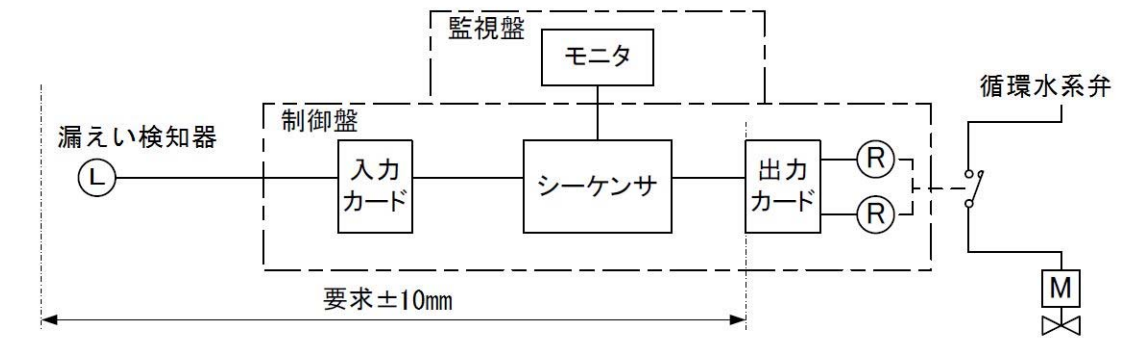 監視盤
モニタ
循環水系弁
制御盤
漏えい検知器
L
入力
カード
シーケンサ
出力
カード
R
R
M
要求±10mm